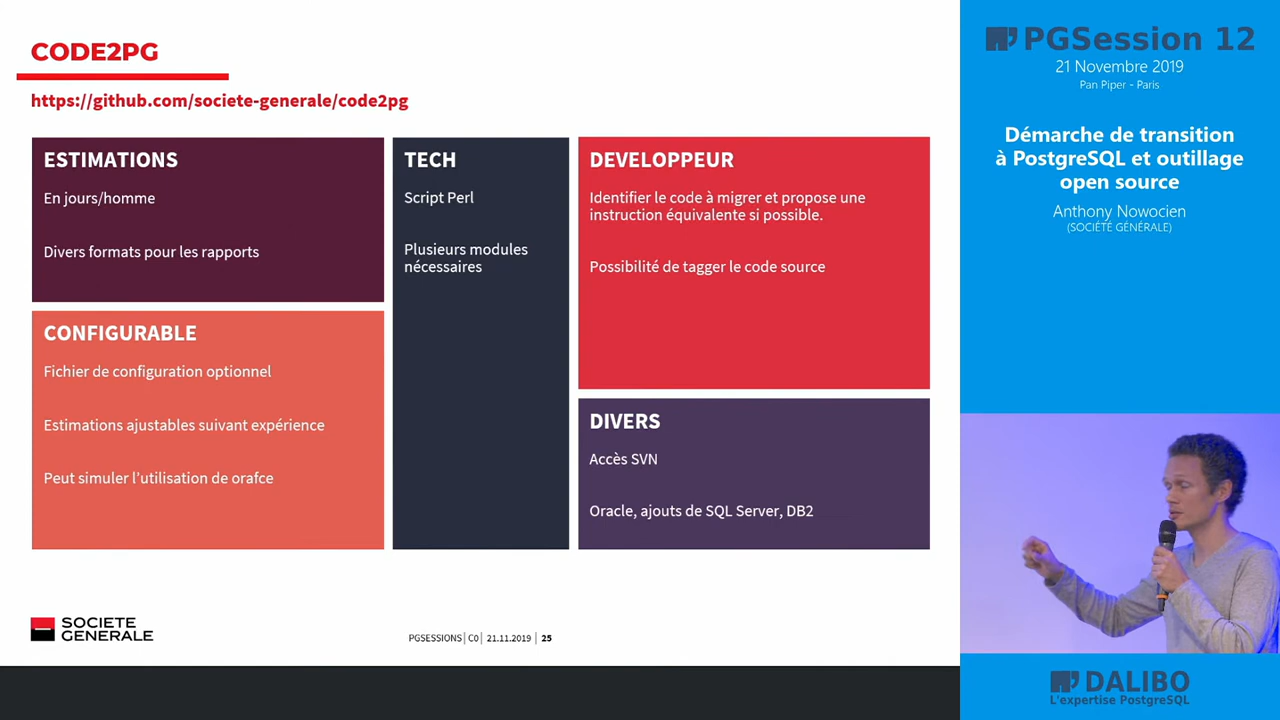 CODE2PG
https://github.com/societe-generale/code2pg
ESTIMATIONS
En jours/homme
Divers formats pour les rapports
CONFIGURABLE
Fichier de configuration optionnel
Estimations ajustables suivant expérience
Peut simuler l'utilisation de orafce
TECH
Script Perl
Plusieurs modules
nécessaires
DEVELOPPEUR
Identifier le code à migrer et propose une
instruction équivalente si possible.
Possibilité de tagger le code source
DIVERS
Accès SVN
Oracle, ajouts de SQL Server, DB2
SOCIETE
GENERALE
PGSESSIONS | C0 | 21.11.2019 | 25
PGSession 12
21 Novembre 2019
Pan Piper - Paris
Démarche de transition
à PostgreSQL et outillage
open source
Anthony Nowocien
(SOCIÉTÉ GÉNÉRALE)
DALIBO
L'expertise PostgreSQL